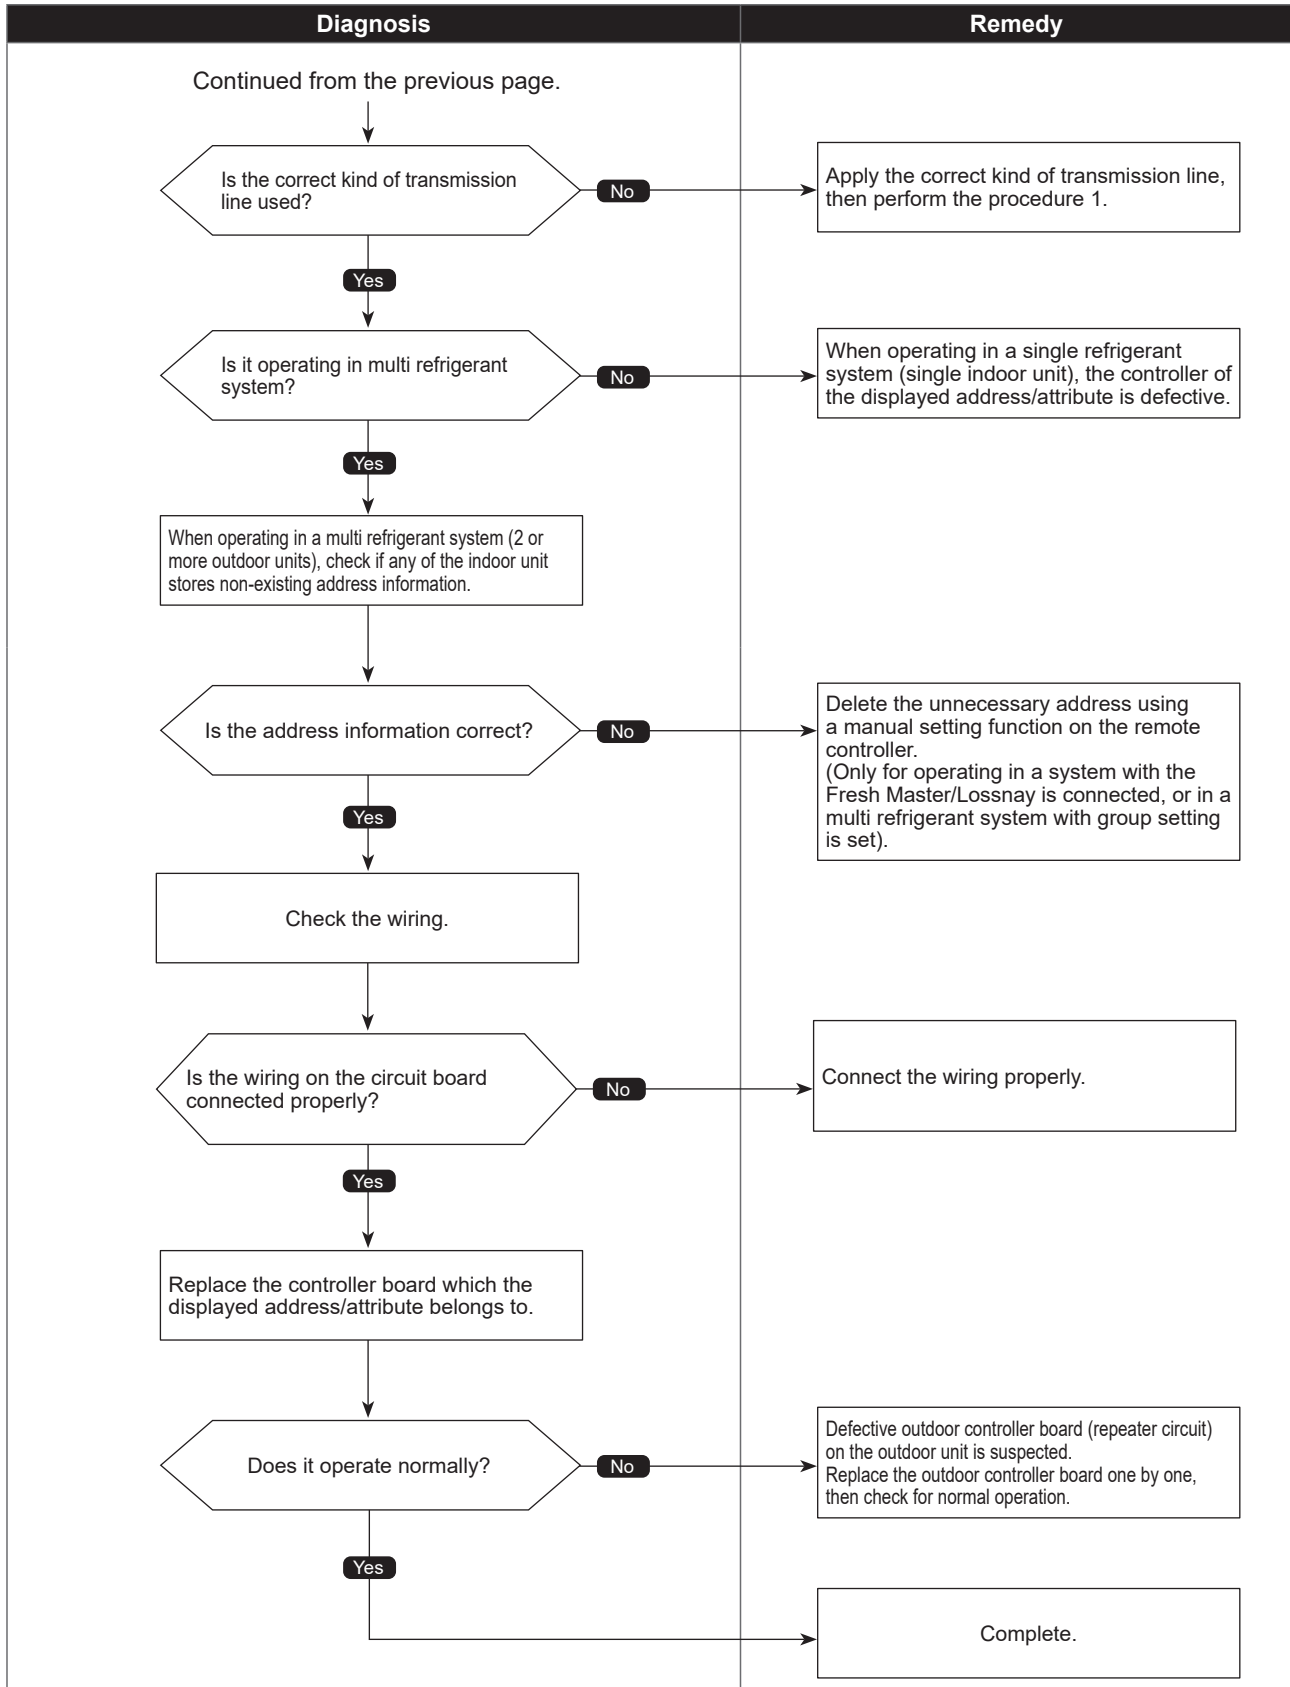 Diagnosis
Remedy
Continued from the previous page.
Is the correct kind of transmission
line used?
No
Apply the correct kind of transmission line,
then perform the procedure 1.
Yes
Is it operating in multi refrigerant
system?
No
When operating in a single refrigerant
system (single indoor unit), the controller of
the displayed address/attribute is defective.
Yes
When operating in a multi refrigerant system (2 or
more outdoor units), check if any of the indoor unit
stores non-existing address information.
Is the address information correct?
No
Delete the unnecessary address using
a manual setting function on the remote
controller.
(Only for operating in a system with the
Fresh Master/Lossnay is connected, or in a
multi refrigerant system with group setting
is set).
Yes
Check the wiring.
Is the wiring on the circuit board
connected properly?
No
Connect the wiring properly.
Yes
Replace the controller board which the
displayed address/attribute belongs to.
Does it operate normally?
No
Defective outdoor controller board (repeater circuit)
on the outdoor unit is suspected.
Replace the outdoor controller board one by one,
then check for normal operation.
Yes
Complete.